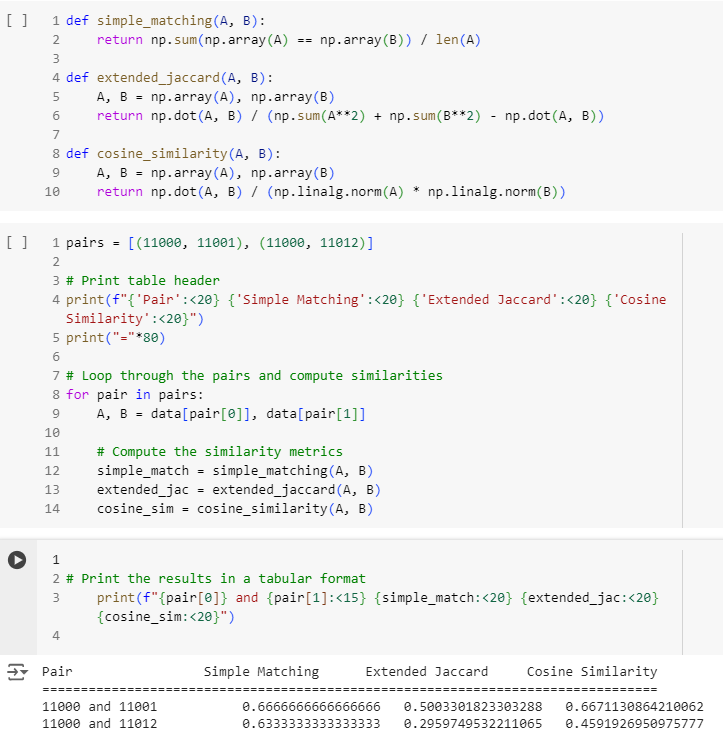 [ ] 1 def simple_matching(A, B):
2     return np.sum(np.array(A) == np.array(B)) / len(A)
3
4 def extended_jaccard(A, B):
5     A, B = np.array(A), np.array(B)
6     return np.dot(A, B) / (np.sum(A**2) + np.sum(B**2) - np.dot(A, B))
7
8 def cosine_similarity(A, B):
9     A, B = np.array(A), np.array(B)
10     return np.dot(A, B) / (np.linalg.norm(A) * np.linalg.norm(B))
[ ] 1 pairs = [(11000, 11001), (11000, 11012)]
2
3 # Print table header
4 print(f"{'Pair':<20} {'Simple Matching':<20} {'Extended Jaccard':<20} {'Cosine
Similarity':<20}")
5 print("="*80)
6
7 # Loop through the pairs and compute similarities
8 for pair in pairs:
9     A, B = data[pair[0]], data[pair[1]]
10
11     # Compute the similarity metrics
12     simple_match = simple_matching(A, B)
13     extended_jac = extended_jaccard(A, B)
14     cosine_sim = cosine_similarity(A, B)
1
2 # Print the results in a tabular format
3     print(f"{pair[0]} and {pair[1]:<15} {simple_match:<20} {extended_jac:<20}
{cosine_sim:<20}")
4
Pair                 Simple Matching      Extended Jaccard     Cosine Similarity
================================================================================
11000 and 11001           0.6666666666666666   0.5003301823303288   0.6671130864210062
11000 and 11012           0.6333333333333333   0.2959749532211065   0.4591926950975777